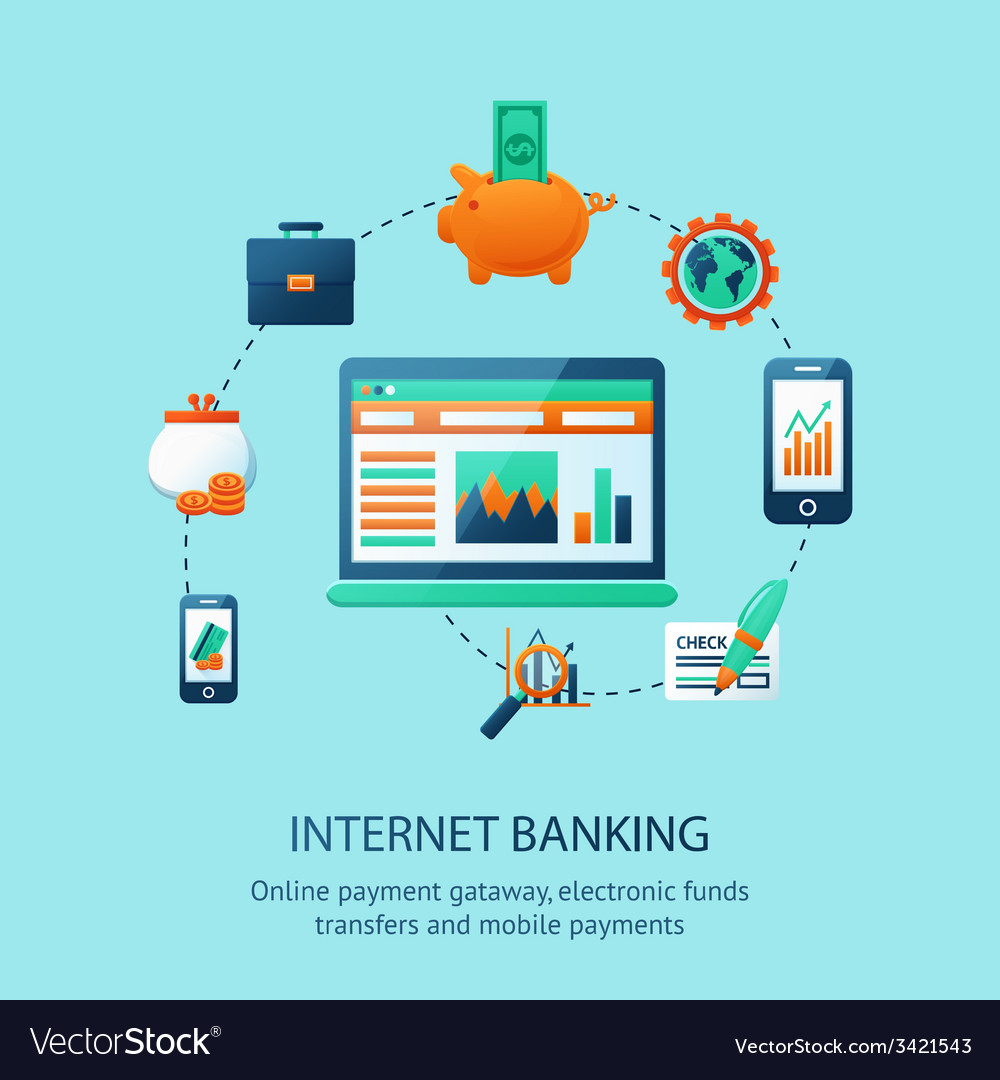 CHECK
INTERNET BANKING
Online payment gataway, electronic funds
transfers and mobile payments
VectorStock®
VectorStock.com/3421543